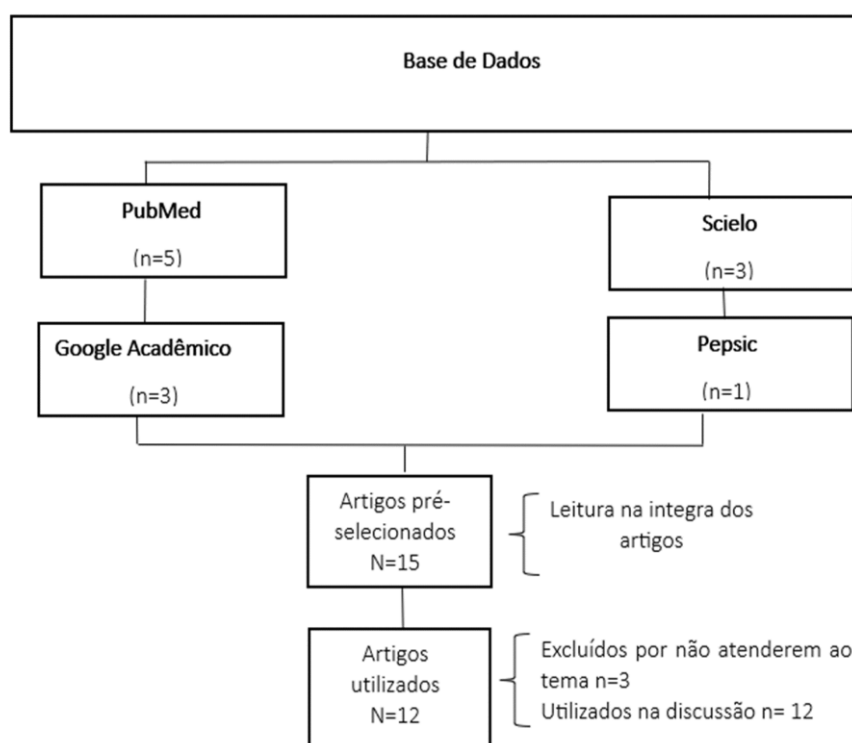 Base de Dados
PubMed
(n=5)
Scielo
(n=3)
Google Acadêmico
(n=3)
Pepsic
(n=1)
Artigos pré-
selecionados
N=15
Leitura na integra dos
artigos
Artigos
utilizados
N=12
Excluídos por não atenderem ao
tema n=3
Utilizados na discussão n= 12